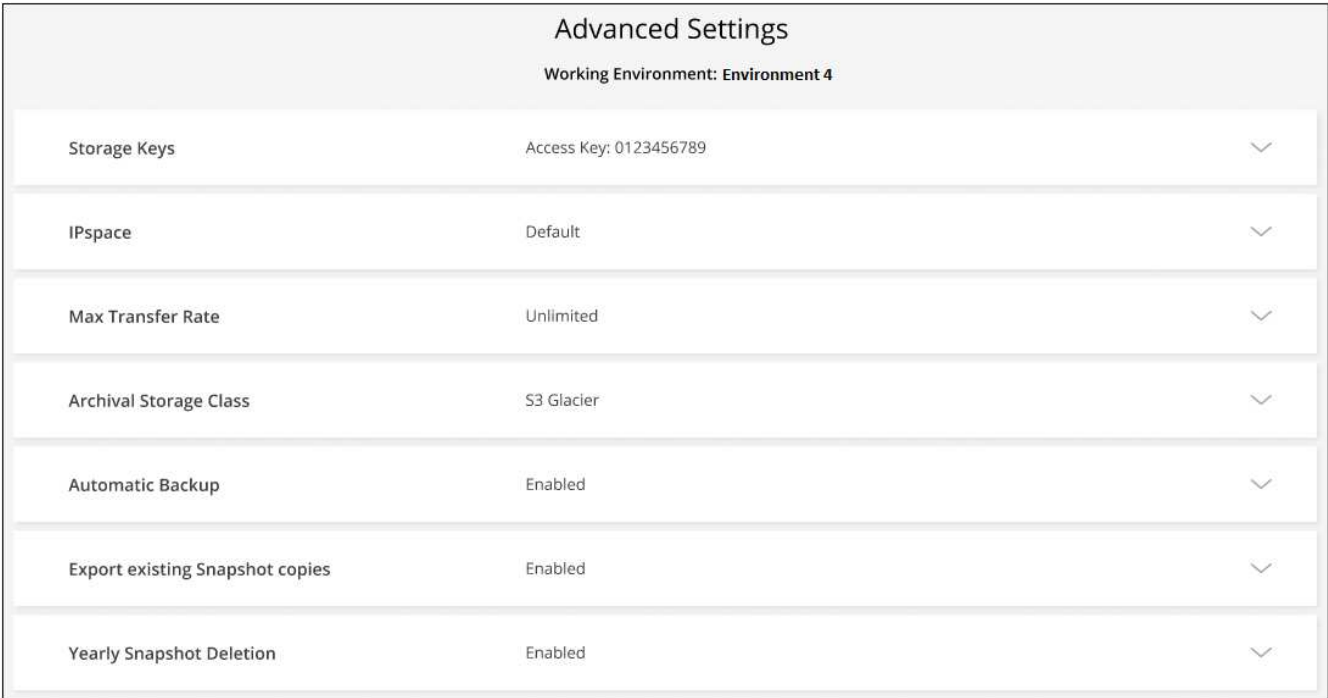 Advanced Settings
Working Environment: Environment 4
Storage Keys Access Key: 0123456789
IPspace Default
Max Transfer Rate Unlimited
Archival Storage Class S3 Glacier
Automatic Backup Enabled
Export existing Snapshot copies Enabled
Yearly Snapshot Deletion Enabled